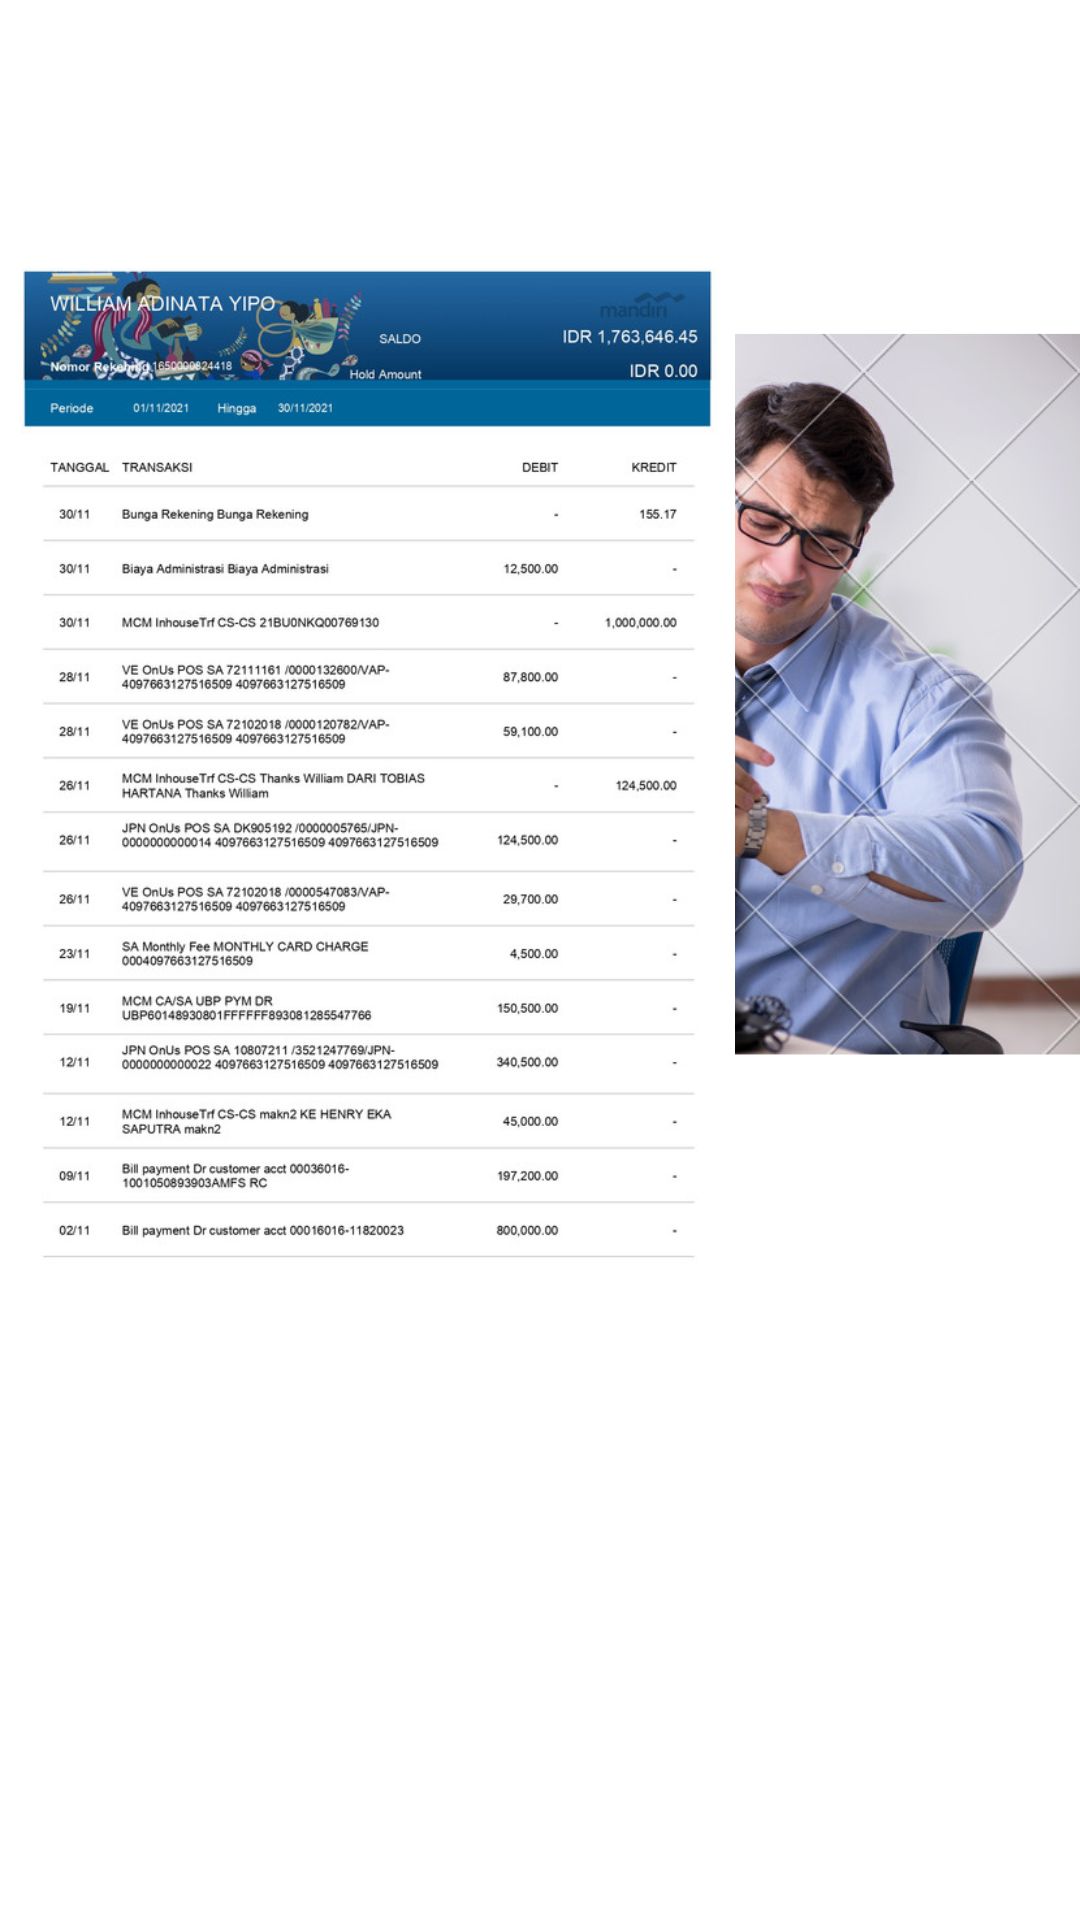 WILLIAM ADINATA YIPO
mandiri
SALDO IDR 1,763,646.45
Nomor Rekening 1650000824418
Hold Amount IDR 0.00
Periode 01/11/2021 Hingga 30/11/2021
TANGGAL TRANSAKSI DEBIT KREDIT
30/11 Bunga Rekening Bunga Rekening - 155.17
30/11 Biaya Administrasi Biaya Administrasi 12,500.00 -
30/11 MCM InhouseTrf CS-CS 21BU0NKQ00769130 - 1,000,000.00
28/11 VE OnUs POS SA 72111161 /0000132600/VAP-
4097663127516509 4097663127516509 87,800.00 -
28/11 VE OnUs POS SA 72102018 /0000120782/VAP-
4097663127516509 4097663127516509 59,100.00 -
26/11 MCM InhouseTrf CS-CS Thanks William DARI TOBIAS
HARTANA Thanks William - 124,500.00
26/11 JPN OnUs POS SA DK905192 /0000005765/JPN-
0000000000014 4097663127516509 4097663127516509 124,500.00 -
26/11 VE OnUs POS SA 72102018 /0000547083/VAP-
4097663127516509 4097663127516509 29,700.00 -
23/11 SA Monthly Fee MONTHLY CARD CHARGE
0004097663127516509 4,500.00 -
19/11 MCM CA/SA UBP PYM DR
UBP60148930801FFFFFF893081285547766 150,500.00 -
12/11 JPN OnUs POS SA 10807211 /3521247769/JPN-
0000000000022 4097663127516509 4097663127516509 340,500.00 -
12/11 MCM InhouseTrf CS-CS makn2 KE HENRY EKA
SAPUTRA makn2 45,000.00 -
09/11 Bill payment Dr customer acct 00036016-
1001050893903AMFS RC 197,200.00 -
02/11 Bill payment Dr customer acct 00016016-11820023 800,000.00 -